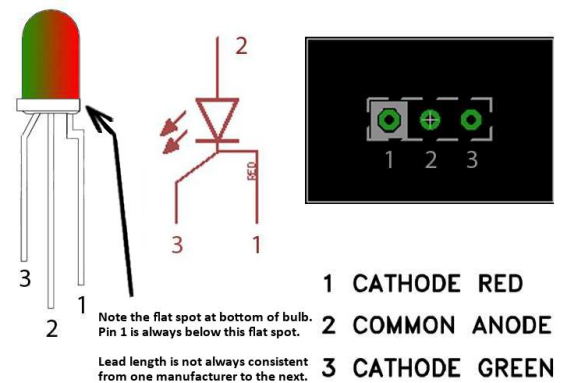 2
RED
3
1
1
2
3
3
2
1
Note the flat spot at bottom of bulb.
Pin 1 is always below this flat spot.
Lead length is not always consistent
from one manufacturer to the next.
1 CATHODE RED
2 COMMON ANODE
3 CATHODE GREEN